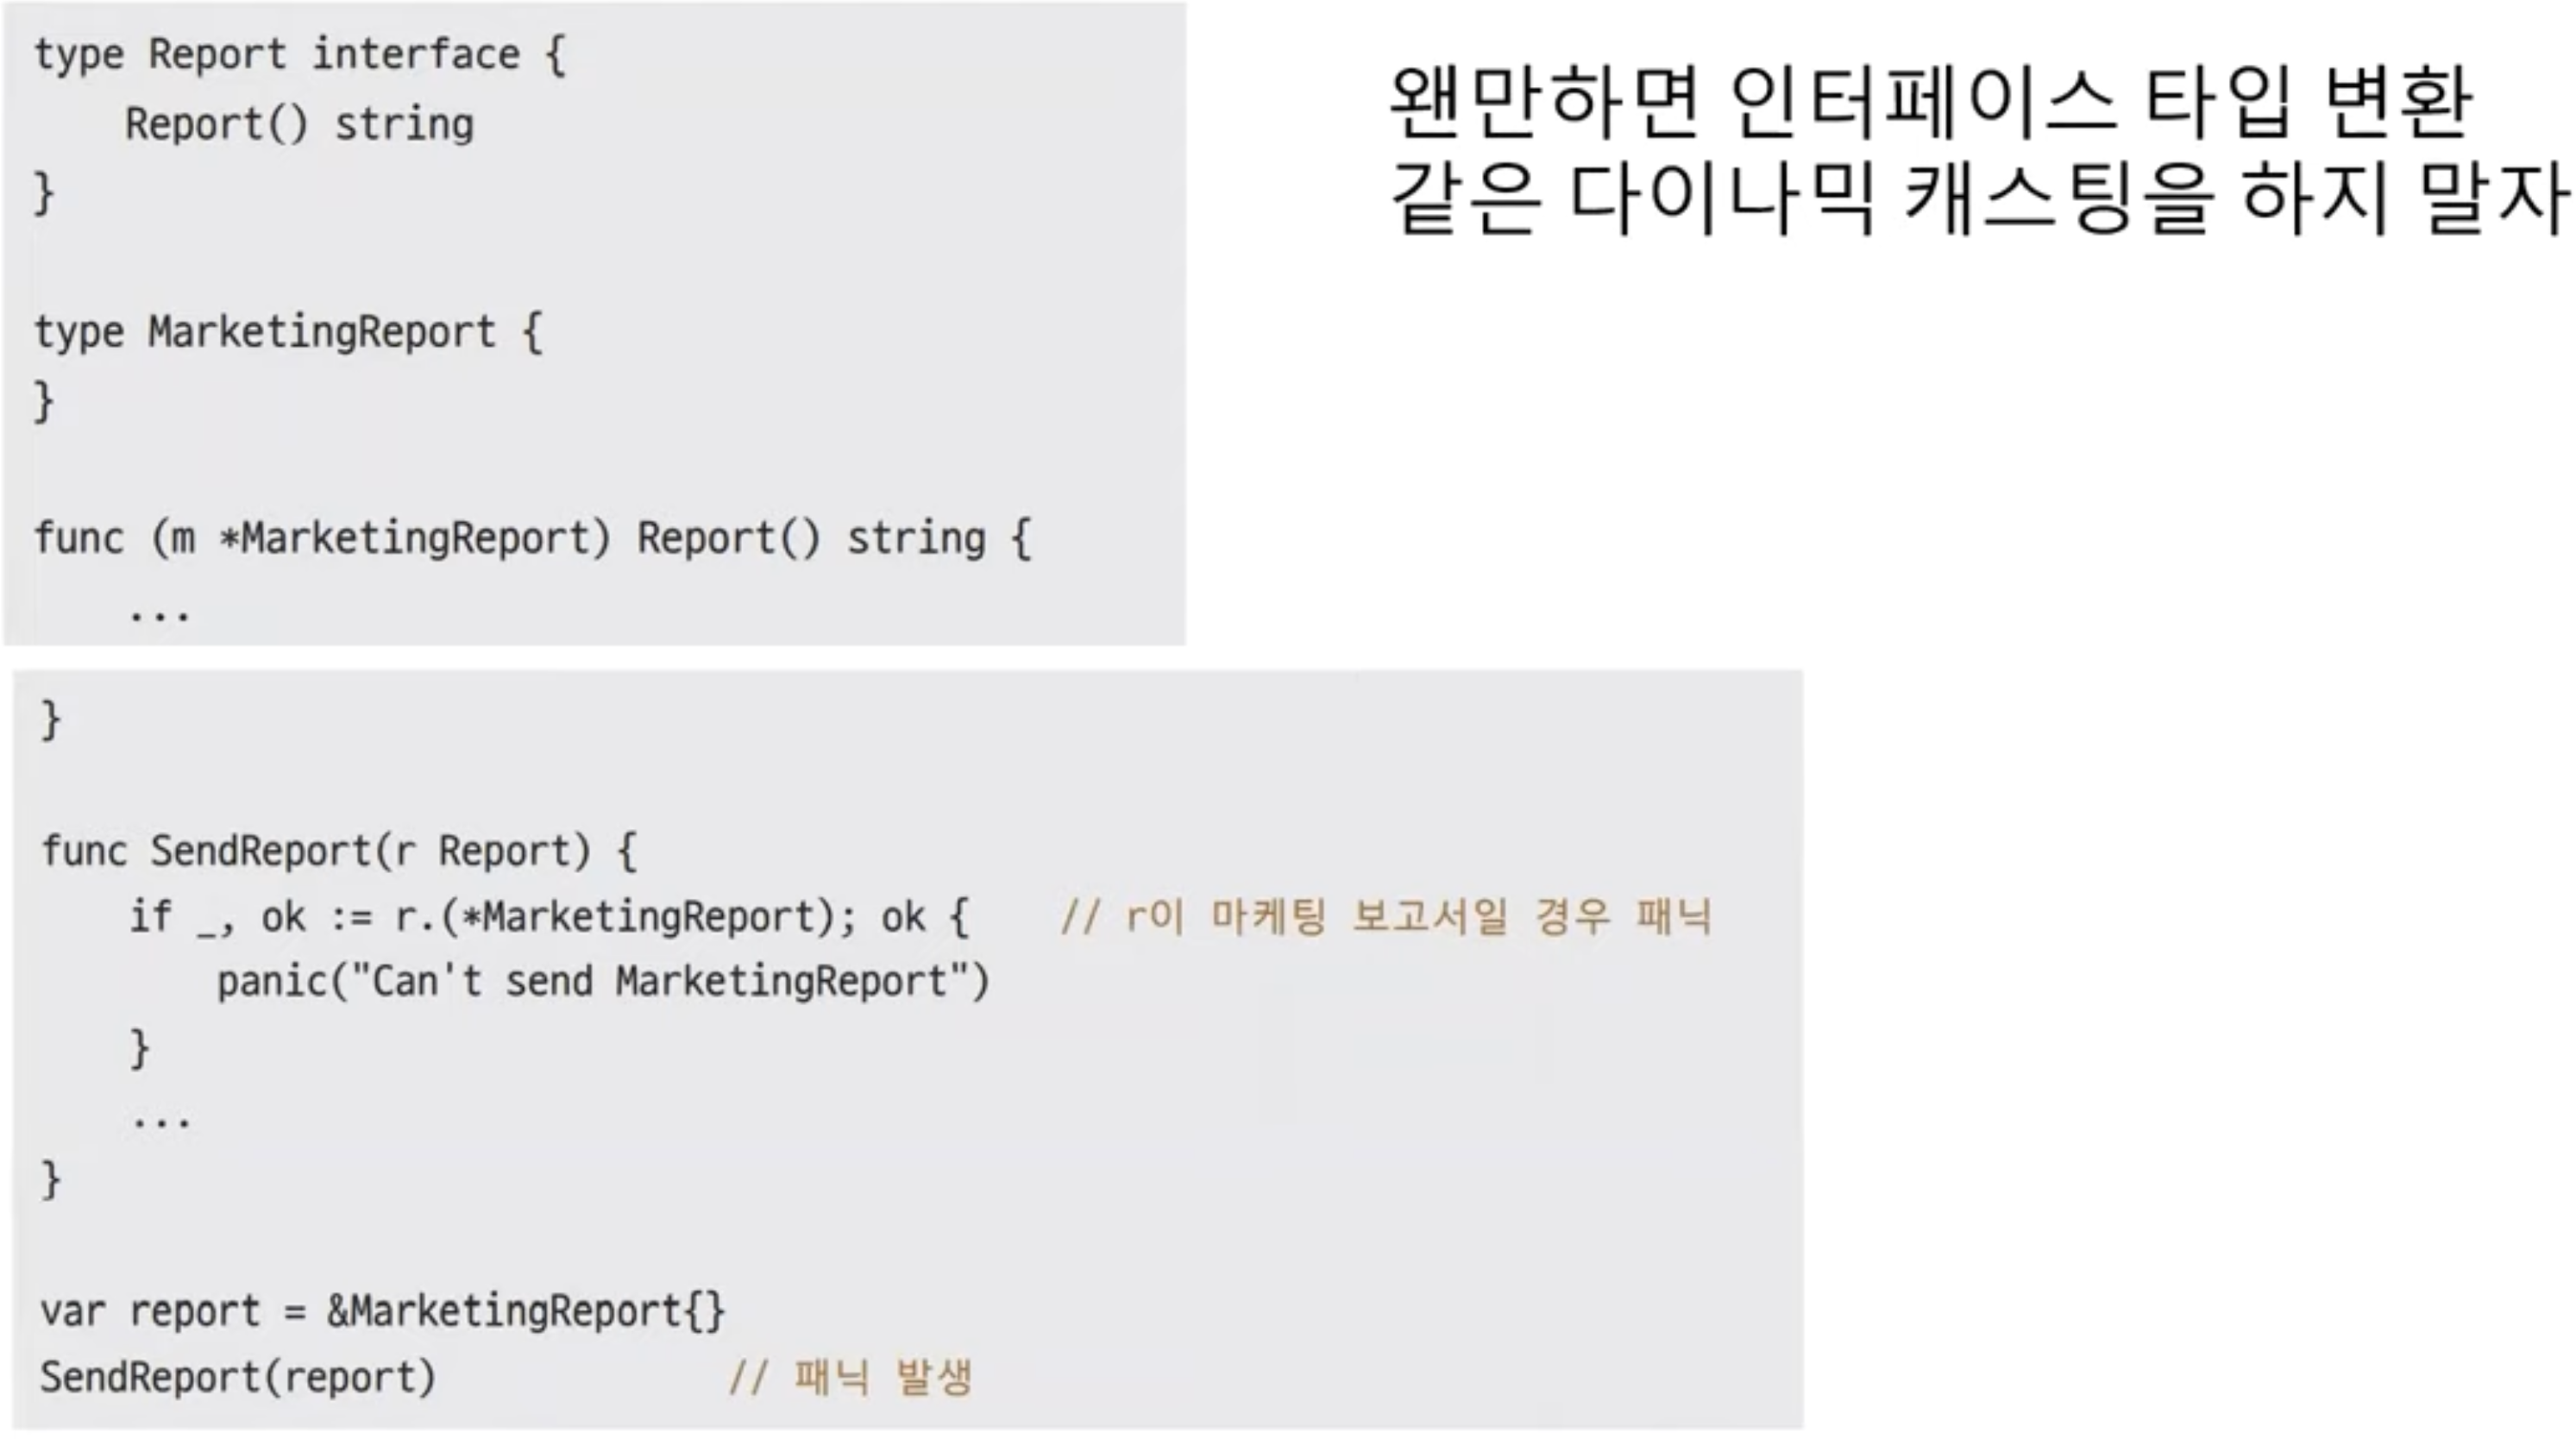 type Report interface {
    Report() string
}
type MarketingReport {
}
func (m *MarketingReport) Report() string {
    ...
왠만하면 인터페이스 타입 변환
같은 다이나믹 캐스팅을 하지 말자
}
func SendReport(r Report) {
    if _, ok := r.(*MarketingReport); ok {    // r이 마케팅 보고서일 경우 패닉
        panic("Can't send MarketingReport")
    }
    ...
}
var report = &MarketingReport{}
SendReport(report)             // 패닉 발생